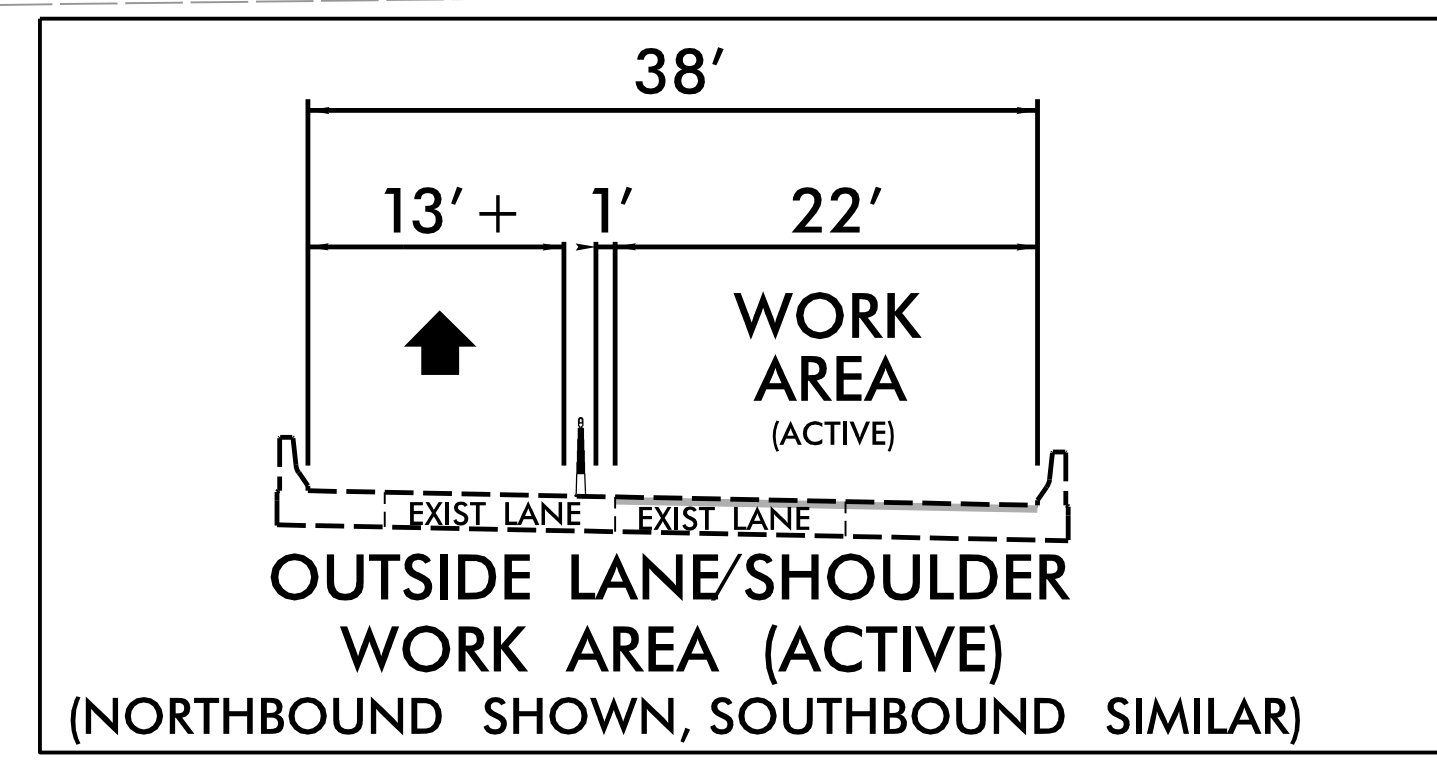 38'
13' + 1' 22'
WORK
AREA
(ACTIVE)
EXIST LANE EXIST LANE
OUTSIDE LANE/SHOULDER
WORK AREA (ACTIVE)
(NORTHBOUND SHOWN, SOUTHBOUND SIMILAR)